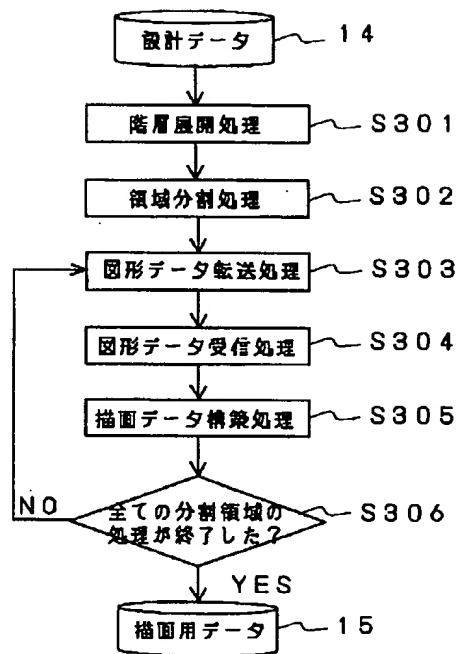 設計データ 14
階層展開処理 S301
領域分割処理 S302
図形データ転送処理 S303
図形データ受信処理 S304
描画データ構築処理 S305
全ての分割領域の
処理が終了した? S306
NO
YES
描画用データ 15